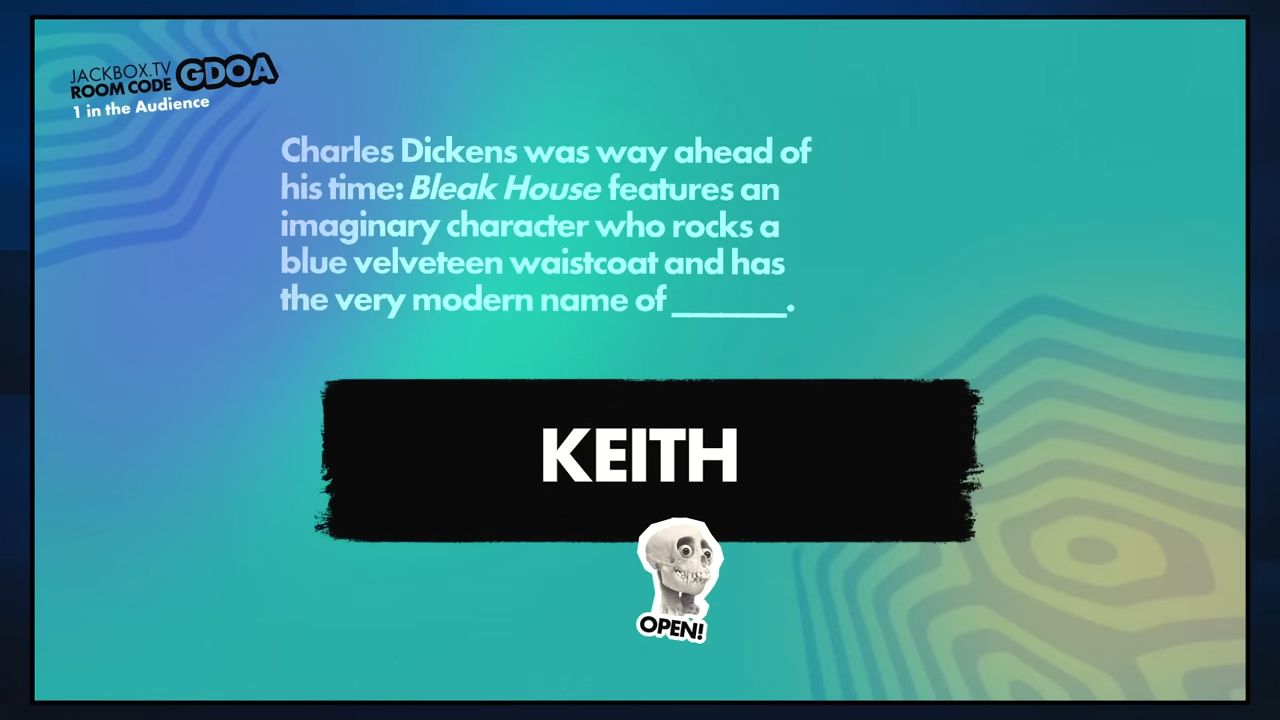 JACKBOX.TV
ROOM CODE GDOA
1 in the Audience
Charles Dickens was way ahead of
his time: Bleak House features an
imaginary character who rocks a
blue velveteen waistcoat and has
the very modern name of _______.
KEITH
OPEN!